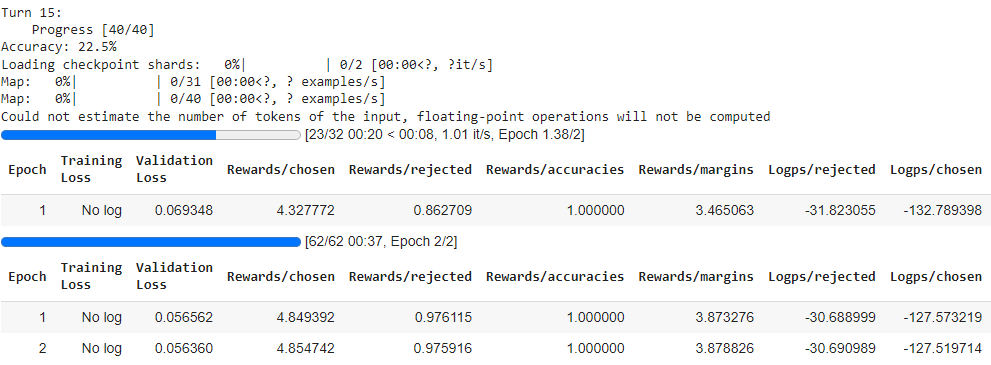 Turn 15:
Progress [40/40]
Accuracy: 22.5%
Loading checkpoint shards:   0%|          | 0/2 [00:00<?, ?it/s]
Map:   0%|          | 0/31 [00:00<?, ? examples/s]
Map:   0%|          | 0/40 [00:00<?, ? examples/s]
Could not estimate the number of tokens of the input, floating-point operations will not be computed
[23/32 00:20 < 00:08, 1.01 it/s, Epoch 1.38/2]
Epoch Training Loss Validation Loss Rewards/chosen Rewards/rejected Rewards/accuracies Rewards/margins Logps/rejected Logps/chosen
1 No log 0.069348 4.327772 0.862709 1.000000 3.465063 -31.823055 -132.789398
[62/62 00:37, Epoch 2/2]
Epoch Training Loss Validation Loss Rewards/chosen Rewards/rejected Rewards/accuracies Rewards/margins Logps/rejected Logps/chosen
1 No log 0.056562 4.849392 0.976115 1.000000 3.873276 -30.688999 -127.573219
2 No log 0.056360 4.854742 0.975916 1.000000 3.878826 -30.690989 -127.519714